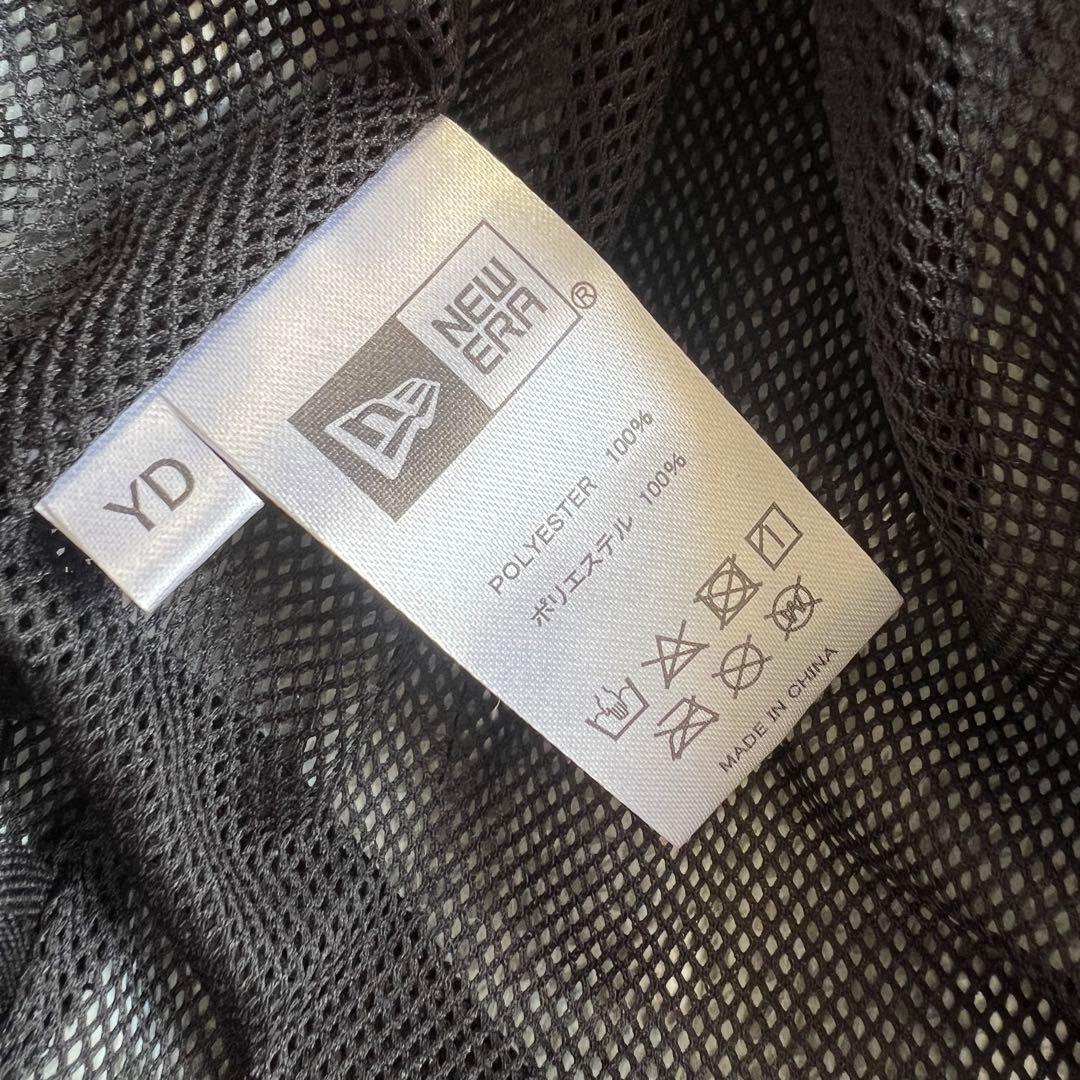 NEW
ERA
®
POLYESTER 100%
ポリエステル 100%
MADE IN CHINA
YD